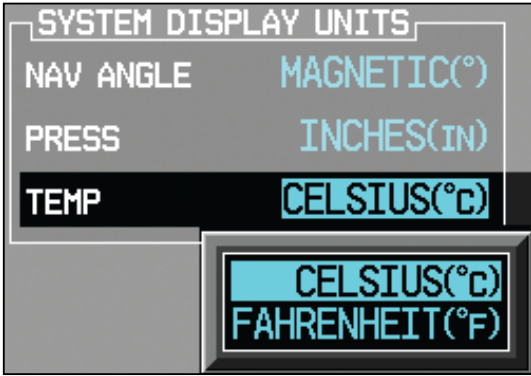 SYSTEM DISPLAY UNITS
NAV ANGLE MAGNETIC(°)
PRESS INCHES(IN)
TEMP CELSIUS(°C)
CELSIUS(°C)
FAHRENHEIT(°F)